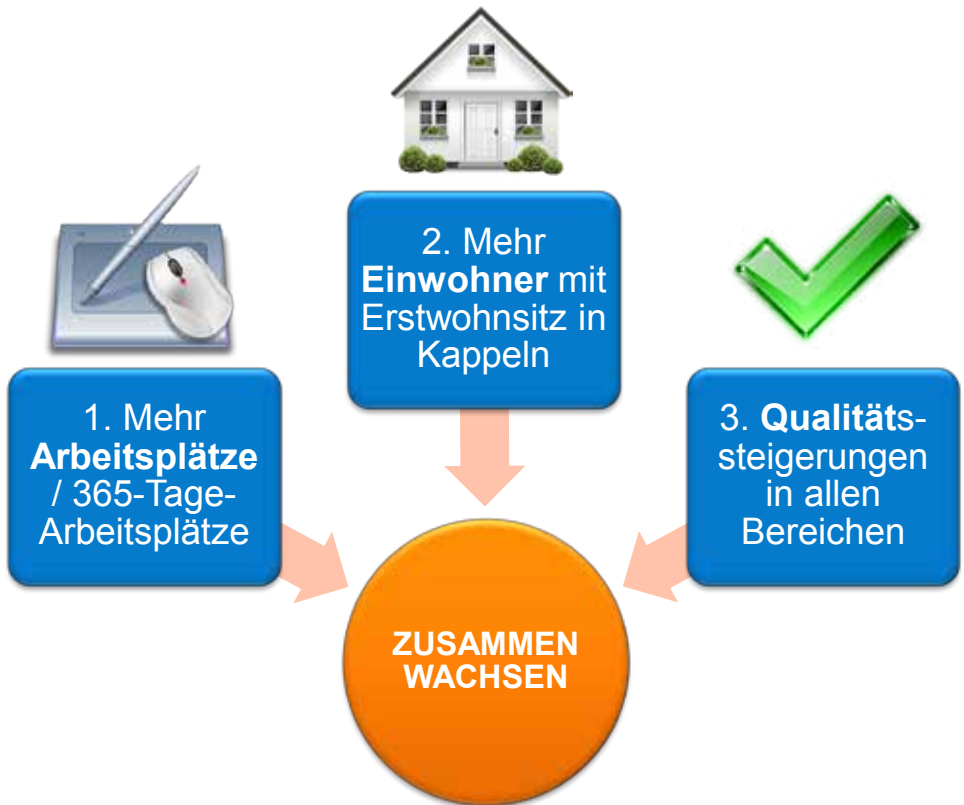 1. Mehr
Arbeitsplätze
/ 365-Tage-
Arbeitsplätze
2. Mehr
Einwohner mit
Erstwohnsitz in
Kappeln
3. Qualitäts-
steigerungen
in allen
Bereichen
ZUSAMMEN
WACHSEN